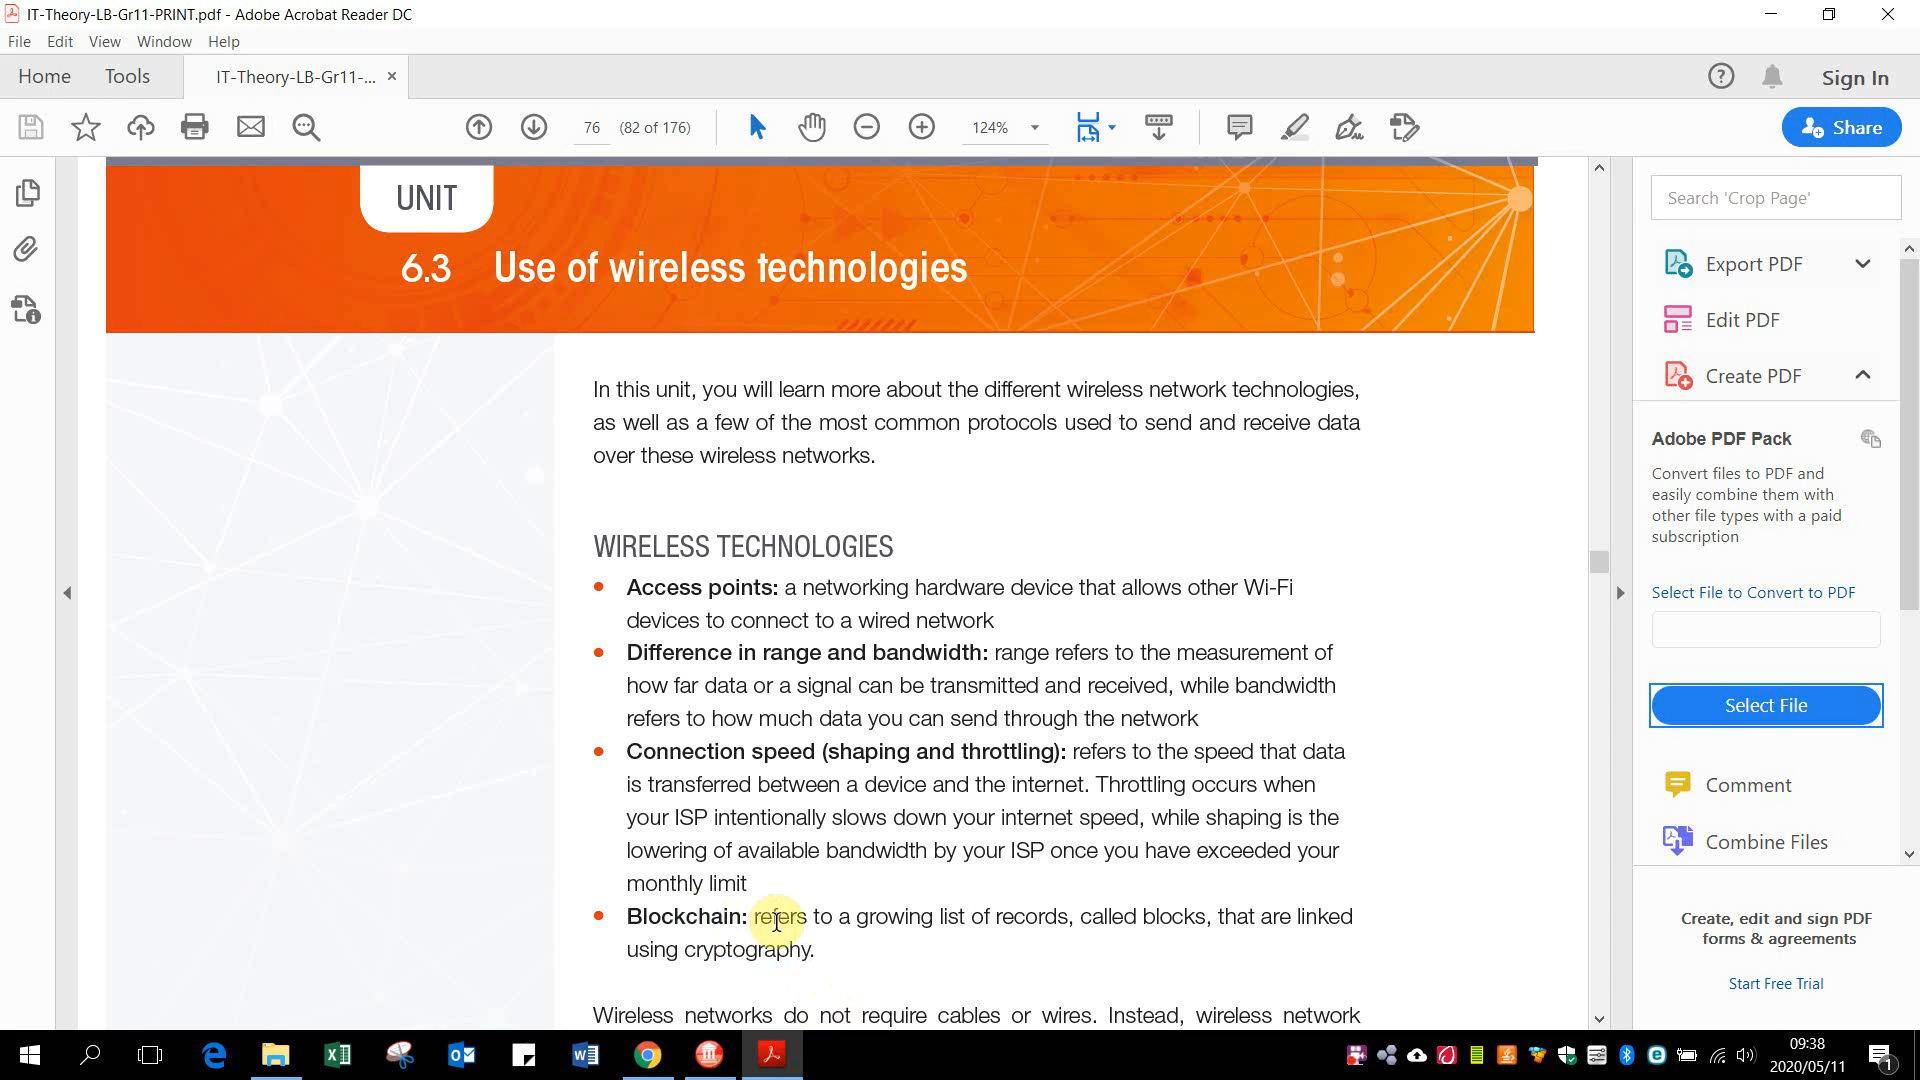 IT-Theory-LB-Gr11-PRINT.pdf - Adobe Acrobat Reader DC
File Edit View Window Help
Home Tools IT-Theory-LB-Gr11-... × Sign In
76 (82 of 176) 124% Share
UNIT
6.3 Use of wireless technologies
In this unit, you will learn more about the different wireless network technologies,
as well as a few of the most common protocols used to send and receive data
over these wireless networks.
WIRELESS TECHNOLOGIES
• Access points: a networking hardware device that allows other Wi-Fi
devices to connect to a wired network
• Difference in range and bandwidth: range refers to the measurement of
how far data or a signal can be transmitted and received, while bandwidth
refers to how much data you can send through the network
• Connection speed (shaping and throttling): refers to the speed that data
is transferred between a device and the internet. Throttling occurs when
your ISP intentionally slows down your internet speed, while shaping is the
lowering of available bandwidth by your ISP once you have exceeded your
monthly limit
• Blockchain: refers to a growing list of records, called blocks, that are linked
using cryptography.
Wireless networks do not require cables or wires. Instead, wireless network
Search 'Crop Page'
Export PDF
Edit PDF
Create PDF
Adobe PDF Pack
Convert files to PDF and
easily combine them with
other file types with a paid
subscription
Select File to Convert to PDF
Select File
Comment
Combine Files
Create, edit and sign PDF
forms & agreements
Start Free Trial
09:38
2020/05/11
1